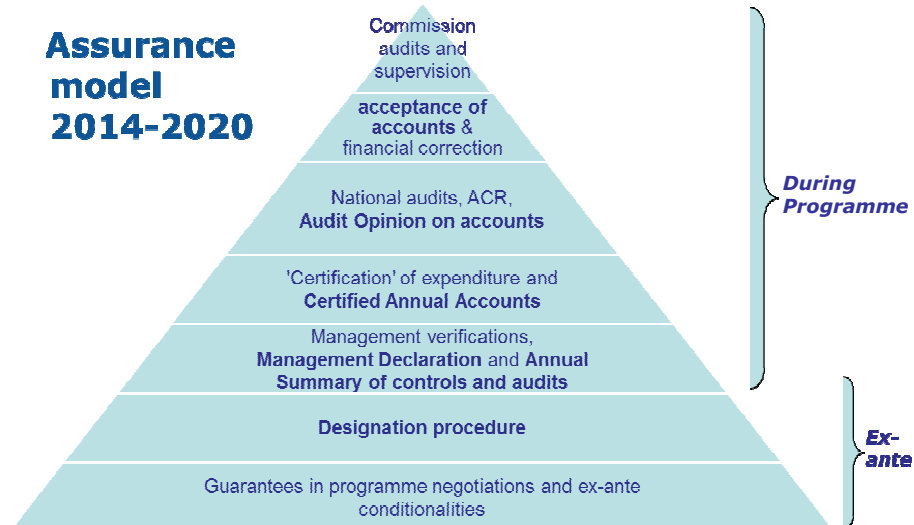 Assurance
model
2014-2020
Commission
audits and
supervision
acceptance of
accounts &
financial correction
National audits, ACR,
Audit Opinion on accounts
'Certification' of expenditure and
Certified Annual Accounts
Management verifications,
Management Declaration and Annual
Summary of controls and audits
Designation procedure
Guarantees in programme negotiations and ex-ante
conditionalities
During
Programme
Ex-
ante